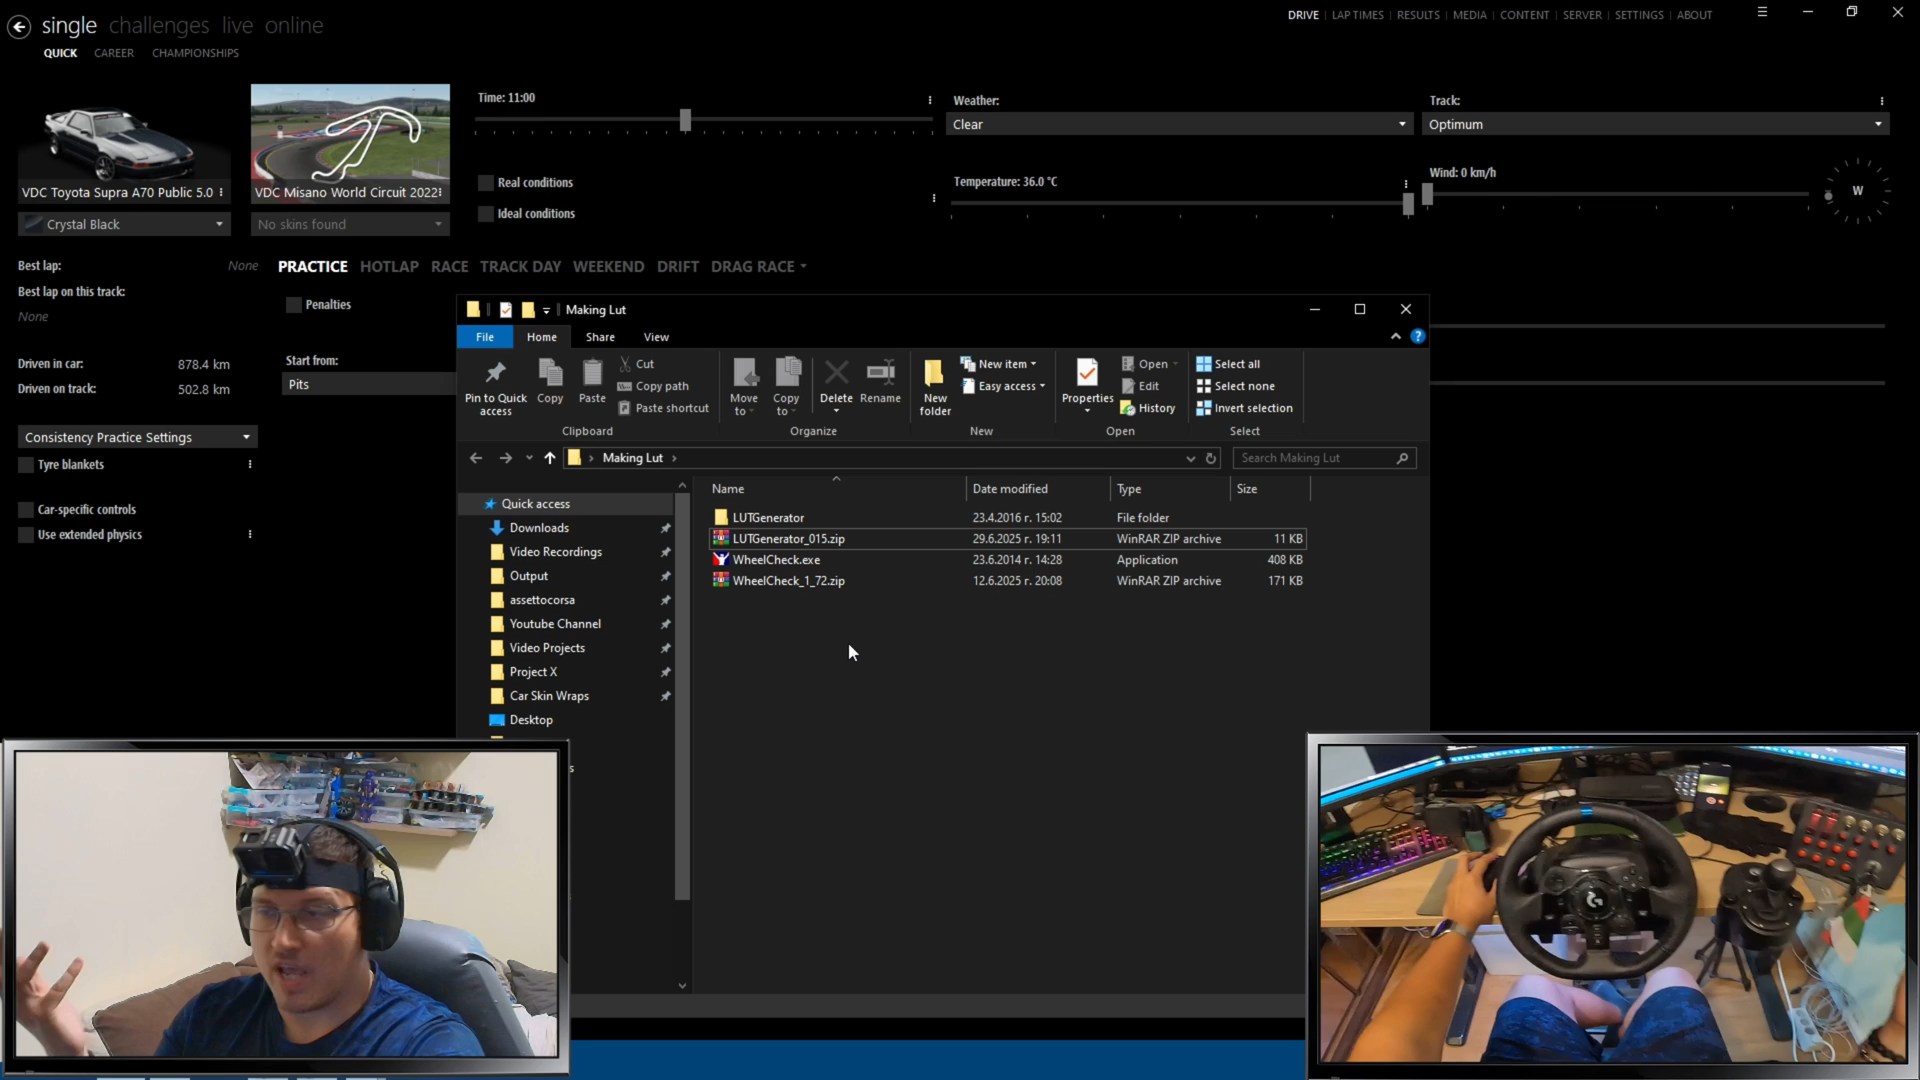 single challenges live online
DRIVE | LAP TIMES | RESULTS | MEDIA | CONTENT | SERVER | SETTINGS | ABOUT
QUICK CAREER CHAMPIONSHIPS
VDC Toyota Supra A70 Public 5.0
VDC Misano World Circuit 2022
Crystal Black
No skins found
Time: 11:00
Real conditions
Ideal conditions
Weather:
Clear
Temperature: 36.0 °C
Track:
Optimum
Wind: 0 km/h
W
Best lap: None
Best lap on this track:
None
Driven in car: 878.4 km
Driven on track: 502.8 km
Consistency Practice Settings
Tyre blankets
Car-specific controls
Use extended physics
PRACTICE HOTLAP RACE TRACK DAY WEEKEND DRIFT DRAG RACE
Penalties
Start from:
Pits
Making Lut
File Home Share View
Pin to Quick access
Copy
Paste
Cut
Copy path
Paste shortcut
Clipboard
Move to
Copy to
Delete
Rename
Organize
New folder
New item
Easy access
New
Properties
Open
Edit
History
Open
Select all
Select none
Invert selection
Select
Making Lut
Search Making Lut
Quick access
Downloads
Video Recordings
Output
assettocorsa
Youtube Channel
Video Projects
Project X
Car Skin Wraps
Desktop
Name Date modified Type Size
LUTGenerator 23.4.2016 г. 15:02 File folder
LUTGenerator_015.zip 29.6.2025 г. 19:11 WinRAR ZIP archive 11 KB
WheelCheck.exe 23.6.2014 г. 14:28 Application 408 KB
WheelCheck_1_72.zip 12.6.2025 г. 20:08 WinRAR ZIP archive 171 KB